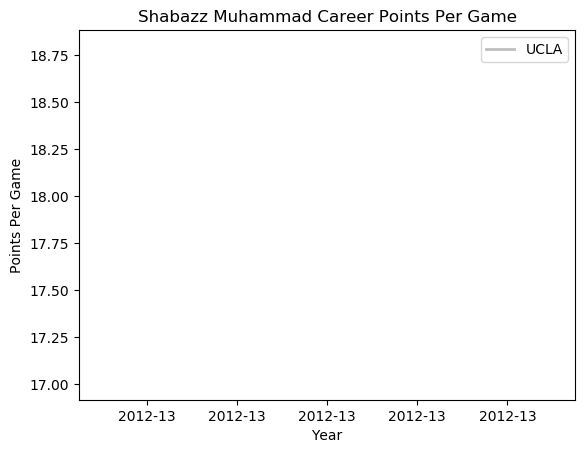 Shabazz Muhammad Career Points Per Game
UCLA
18.75
18.50
18.25
18.00
17.75
17.50
17.25
17.00
Points Per Game
2012-13 2012-13 2012-13 2012-13 2012-13
Year